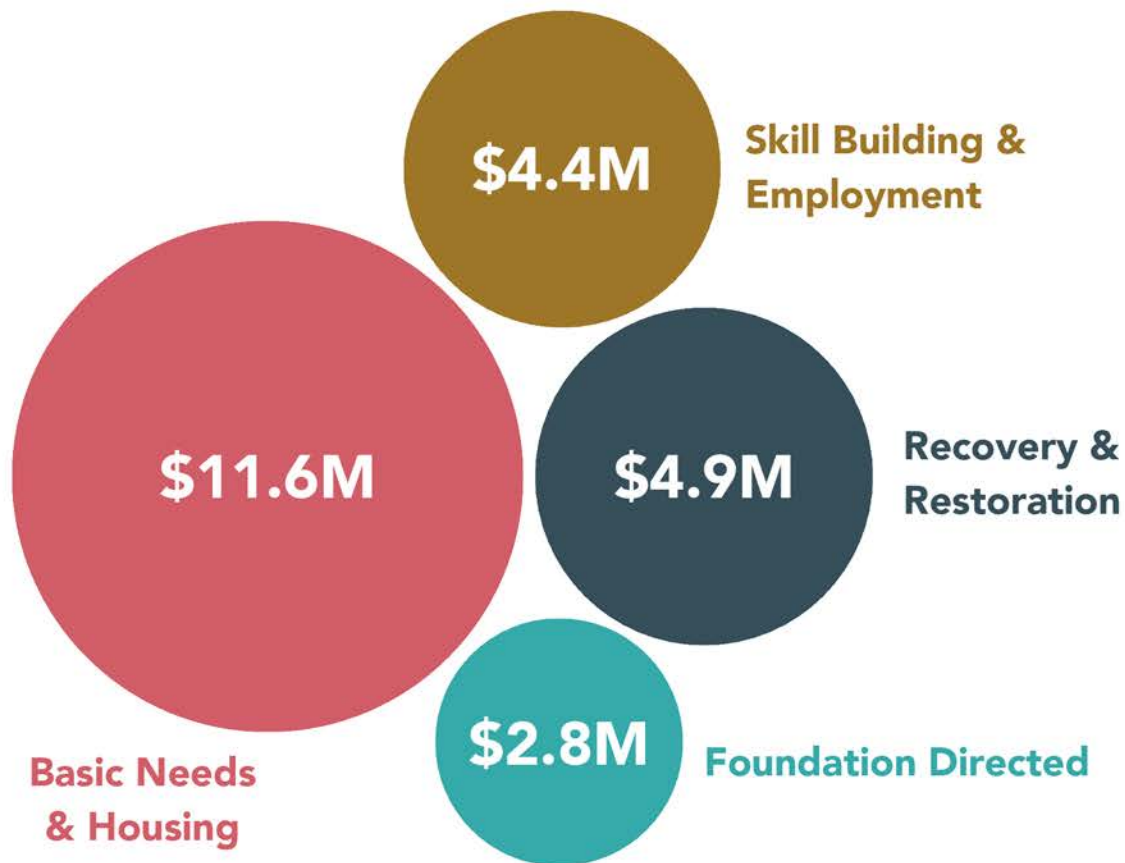 $4.4M
Skill Building &
Employment
$11.6M
$4.9M
Recovery &
Restoration
$2.8M
Foundation Directed
Basic Needs
& Housing